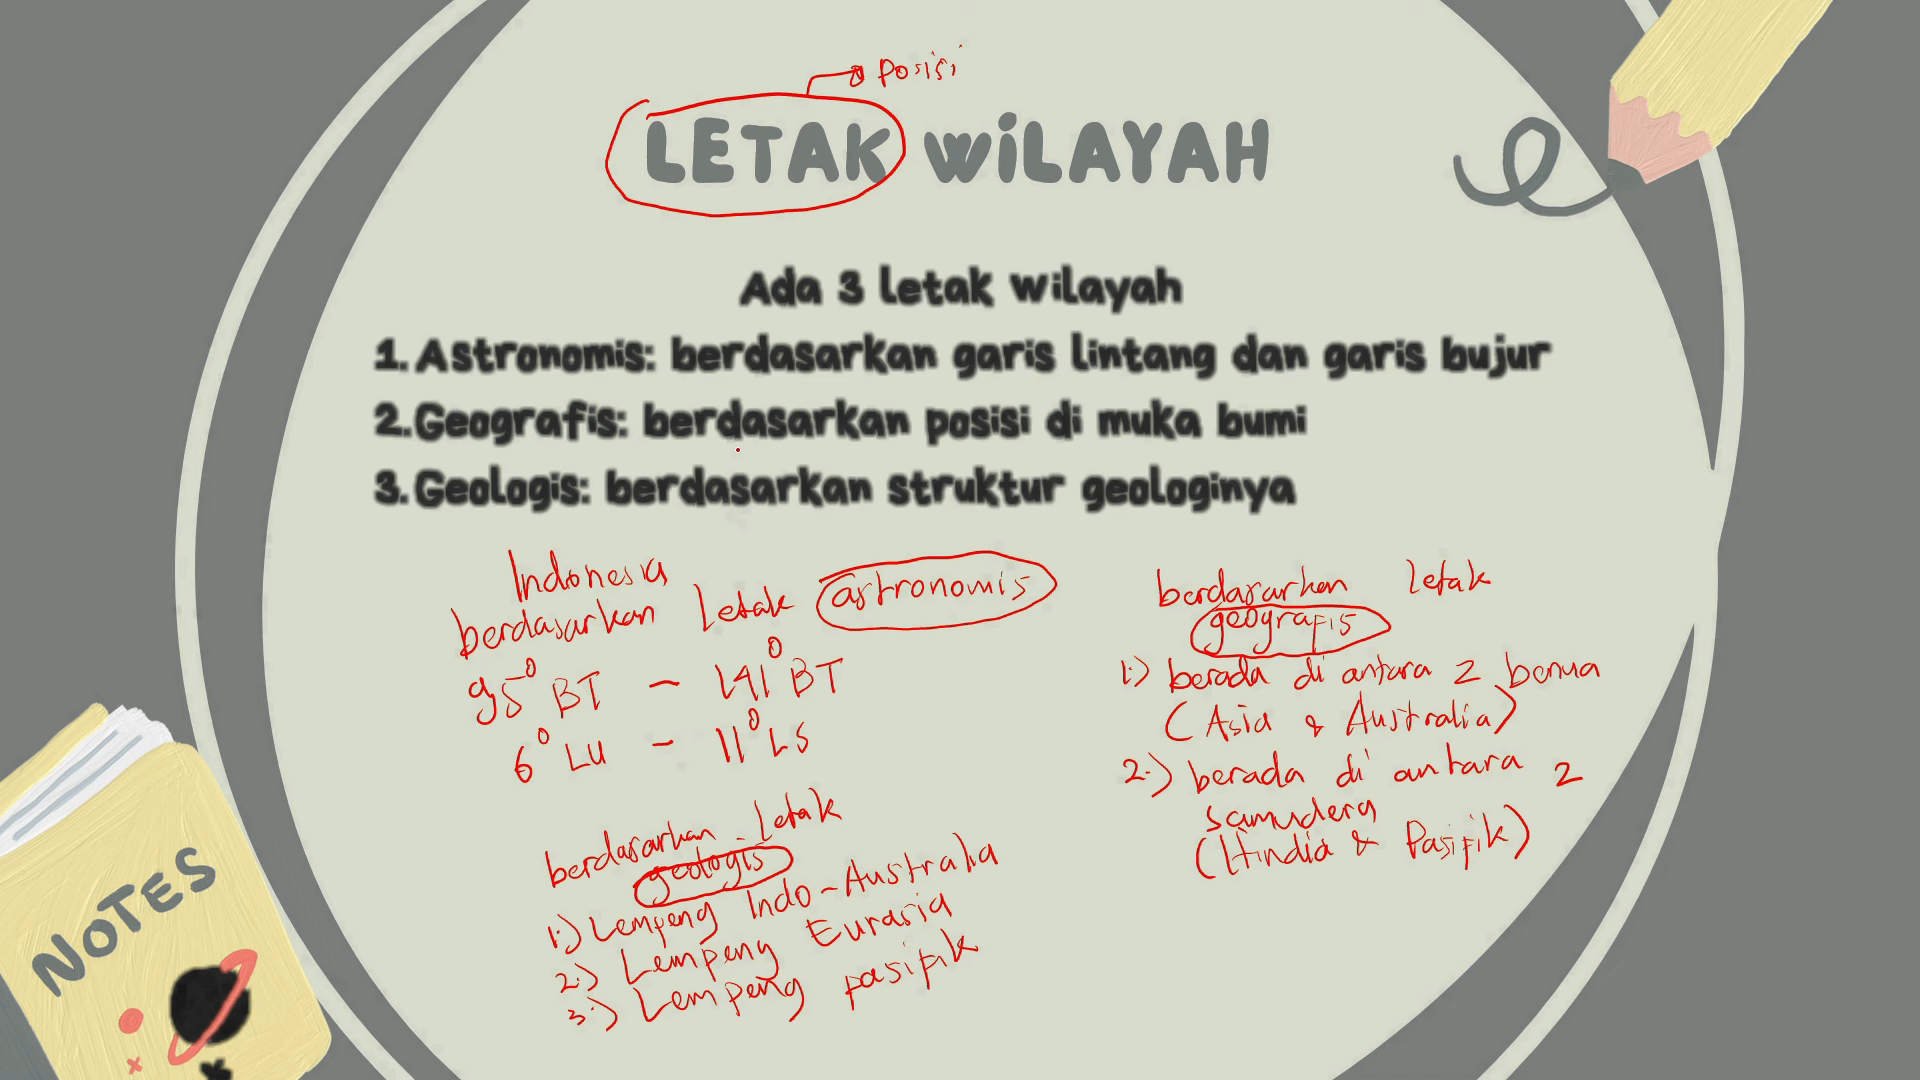 posisi
LETAK WiLAYAH
Ada 3 letak wilayah
1. Astronomis: berdasarkan garis lintang dan garis bujur
2. Geografis: berdasarkan posisi di muka bumi
3. Geologis: berdasarkan struktur geologinya
Indonesia
berdasarkan Letak astronomis
95° BT - 141° BT
6° LU - 11° LS
berdasarkan letak
geografis
1.) berada di antara 2 benua
(Asia & Australia)
2.) berada di antara 2
samudera
(Hindia & Pasifik)
berdasarkan Letak
geologis
1.) Lempeng Indo-Australia
2.) Lempeng Eurasia
3.) Lempeng pasifik
NOTES